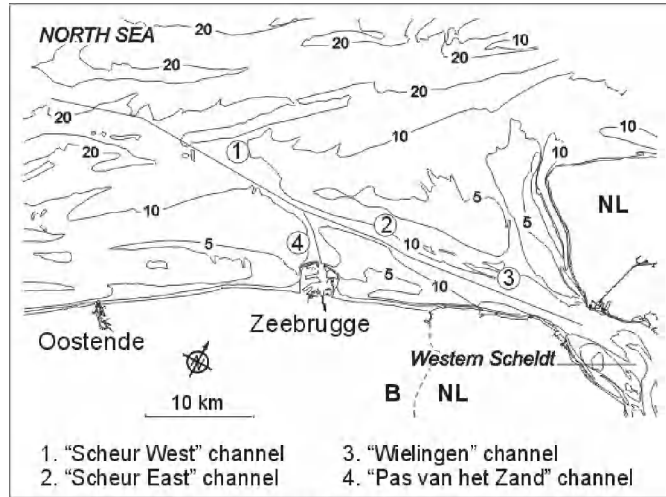 NORTH SEA
20
20
10
20
20
20
20
20
10
10
20
1
10
5
NL
5
10
2
4
5
10
3
5
10
Zeebrugge
Oostende
Western Scheldt
B
NL
10 km
1. “Scheur West” channel
3. “Wielingen” channel
2. “Scheur East” channel
4. “Pas van het Zand” channel